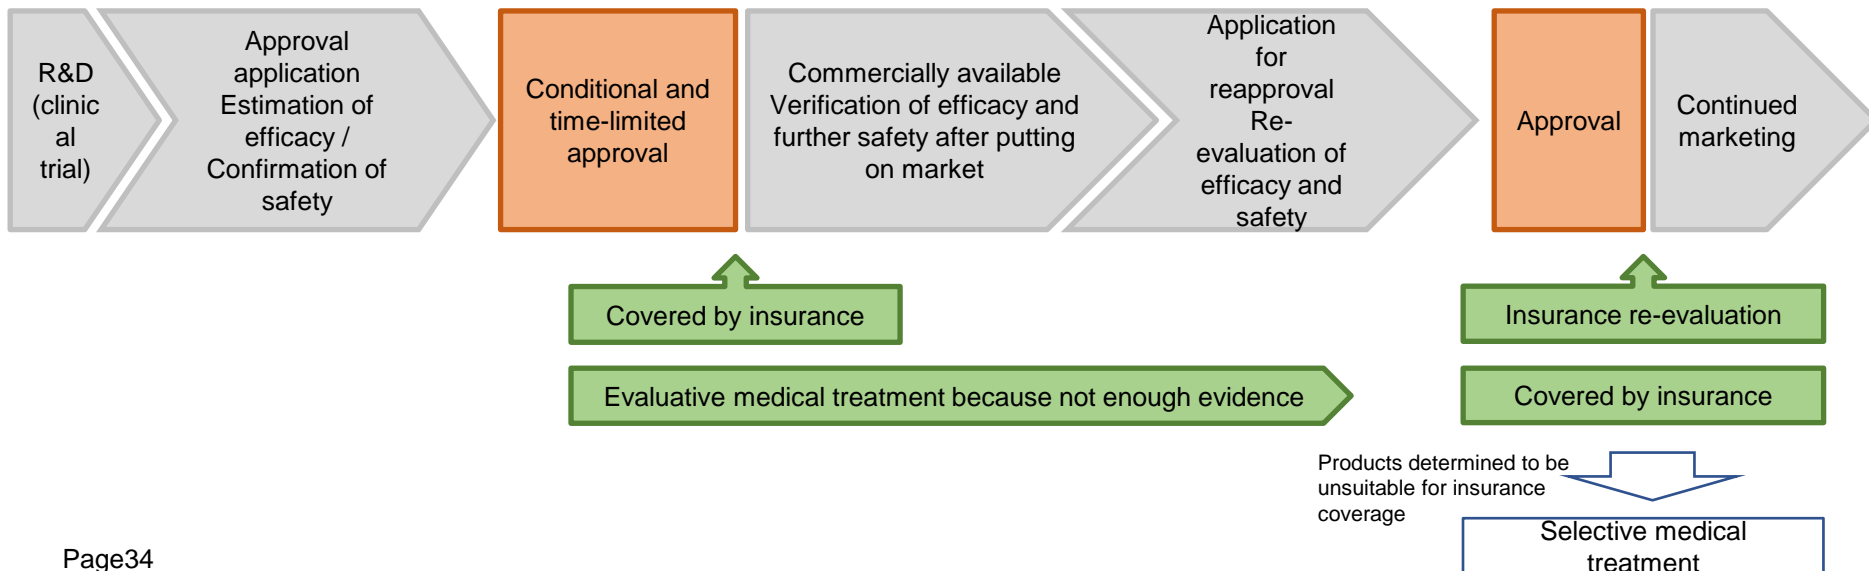 R&D
(clinic
al
trial)
Approval
application
Estimation of
efficacy /
Confirmation of
safety
Conditional and
time-limited
approval
Commercially available
Verification of efficacy and
further safety after putting
on market
Application
for
reapproval
Re-
evaluation of
efficacy and
safety
Approval
Continued
marketing
Covered by insurance
Insurance re-evaluation
Evaluative medical treatment because not enough evidence
Covered by insurance
Products determined to be
unsuitable for insurance
coverage
Selective medical
treatment
Page34